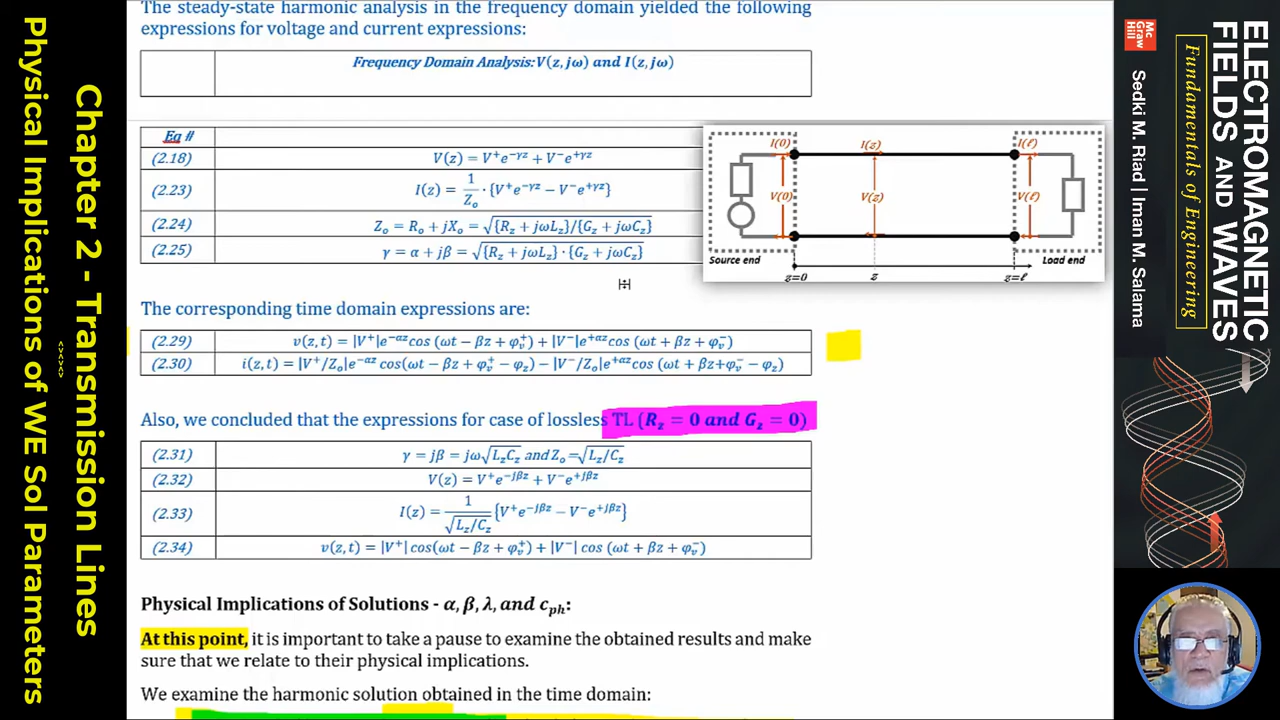 Chapter 2 - Transmission Lines
Physical Implications of WE Sol Parameters
The steady-state harmonic analysis in the frequency domain yielded the following
expressions for voltage and current expressions:
Frequency Domain Analysis: V(z, jω) and I(z, jω)
Eq #
(2.18) V(z) = V⁺e^{−γz} + V⁻e^{+γz}
(2.23) I(z) = 1/Z_o · {V⁺e^{−γz} − V⁻e^{+γz}}
(2.24) Z_o = R_o + jX_o = √{R_z + jωL_z}/{G_z + jωC_z}
(2.25) γ = α + jβ = √{R_z + jωL_z} · {G_z + jωC_z}
I(0) I(z) I(ℓ)
V(0) V(z) V(ℓ)
Source end Load end
z=0 z z=ℓ
The corresponding time domain expressions are:
(2.29) v(z, t) = |V⁺|e^{−αz}cos (ωt − βz + φ_v⁺) + |V⁻|e^{+αz}cos (ωt + βz + φ_v⁻)
(2.30) i(z, t) = |V⁺/Z_o|e^{−αz} cos(ωt − βz + φ_v⁺ − φ_z) − |V⁻/Z_o|e^{+αz}cos (ωt + βz+φ_v⁻ − φ_z)
Also, we concluded that the expressions for case of lossless TL (R_z = 0 and G_z = 0)
(2.31) γ = jβ = jω√L_zC_z and Z_o =√L_z/C_z
(2.32) V(z) = V⁺e^{−jβz} + V⁻e^{+jβz}
(2.33) I(z) = 1/√L_z/C_z {V⁺e^{−jβz} − V⁻e^{+jβz}}
(2.34) v(z, t) = |V⁺| cos(ωt − βz + φ_v⁺) + |V⁻| cos (ωt + βz + φ_v⁻)
Physical Implications of Solutions - α, β, λ, and c_ph:
At this point, it is important to take a pause to examine the obtained results and make
sure that we relate to their physical implications.
We examine the harmonic solution obtained in the time domain:
ELECTROMAGNETIC
FIELDS AND WAVES
Fundamentals of Engineering
Mc
Graw
Hill
Sedki M. Riad | Iman M. Salama